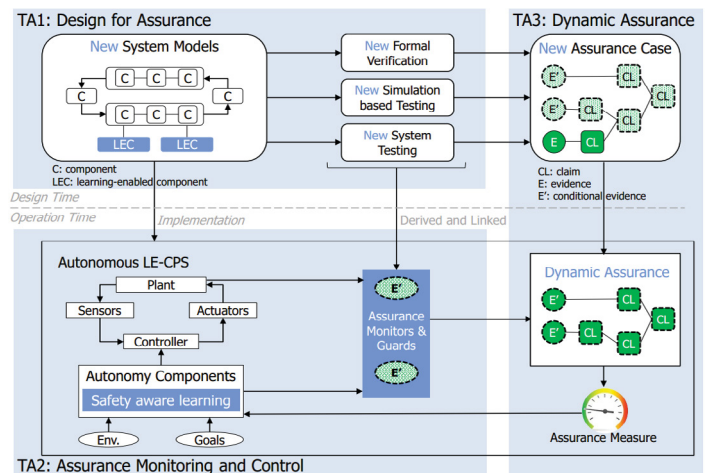 TA1: Design for Assurance
TA3: Dynamic Assurance
New System Models
C C C
C C
C C C
LEC LEC
C: component
LEC: learning-enabled component
New Formal
Verification
New Simulation
based Testing
New System
Testing
New Assurance Case
E' CL
CL
E' CL CL
E CL
CL: claim
E: evidence
E': conditional evidence
Design Time
Operation Time
Implementation
Derived and Linked
Autonomous LE-CPS
Plant
Sensors Actuators
Controller
Autonomy Components
Safety aware learning
Env. Goals
E'
Assurance
Monitors &
Guards
E'
Dynamic Assurance
E' CL
CL
E' CL CL
Assurance Measure
TA2: Assurance Monitoring and Control